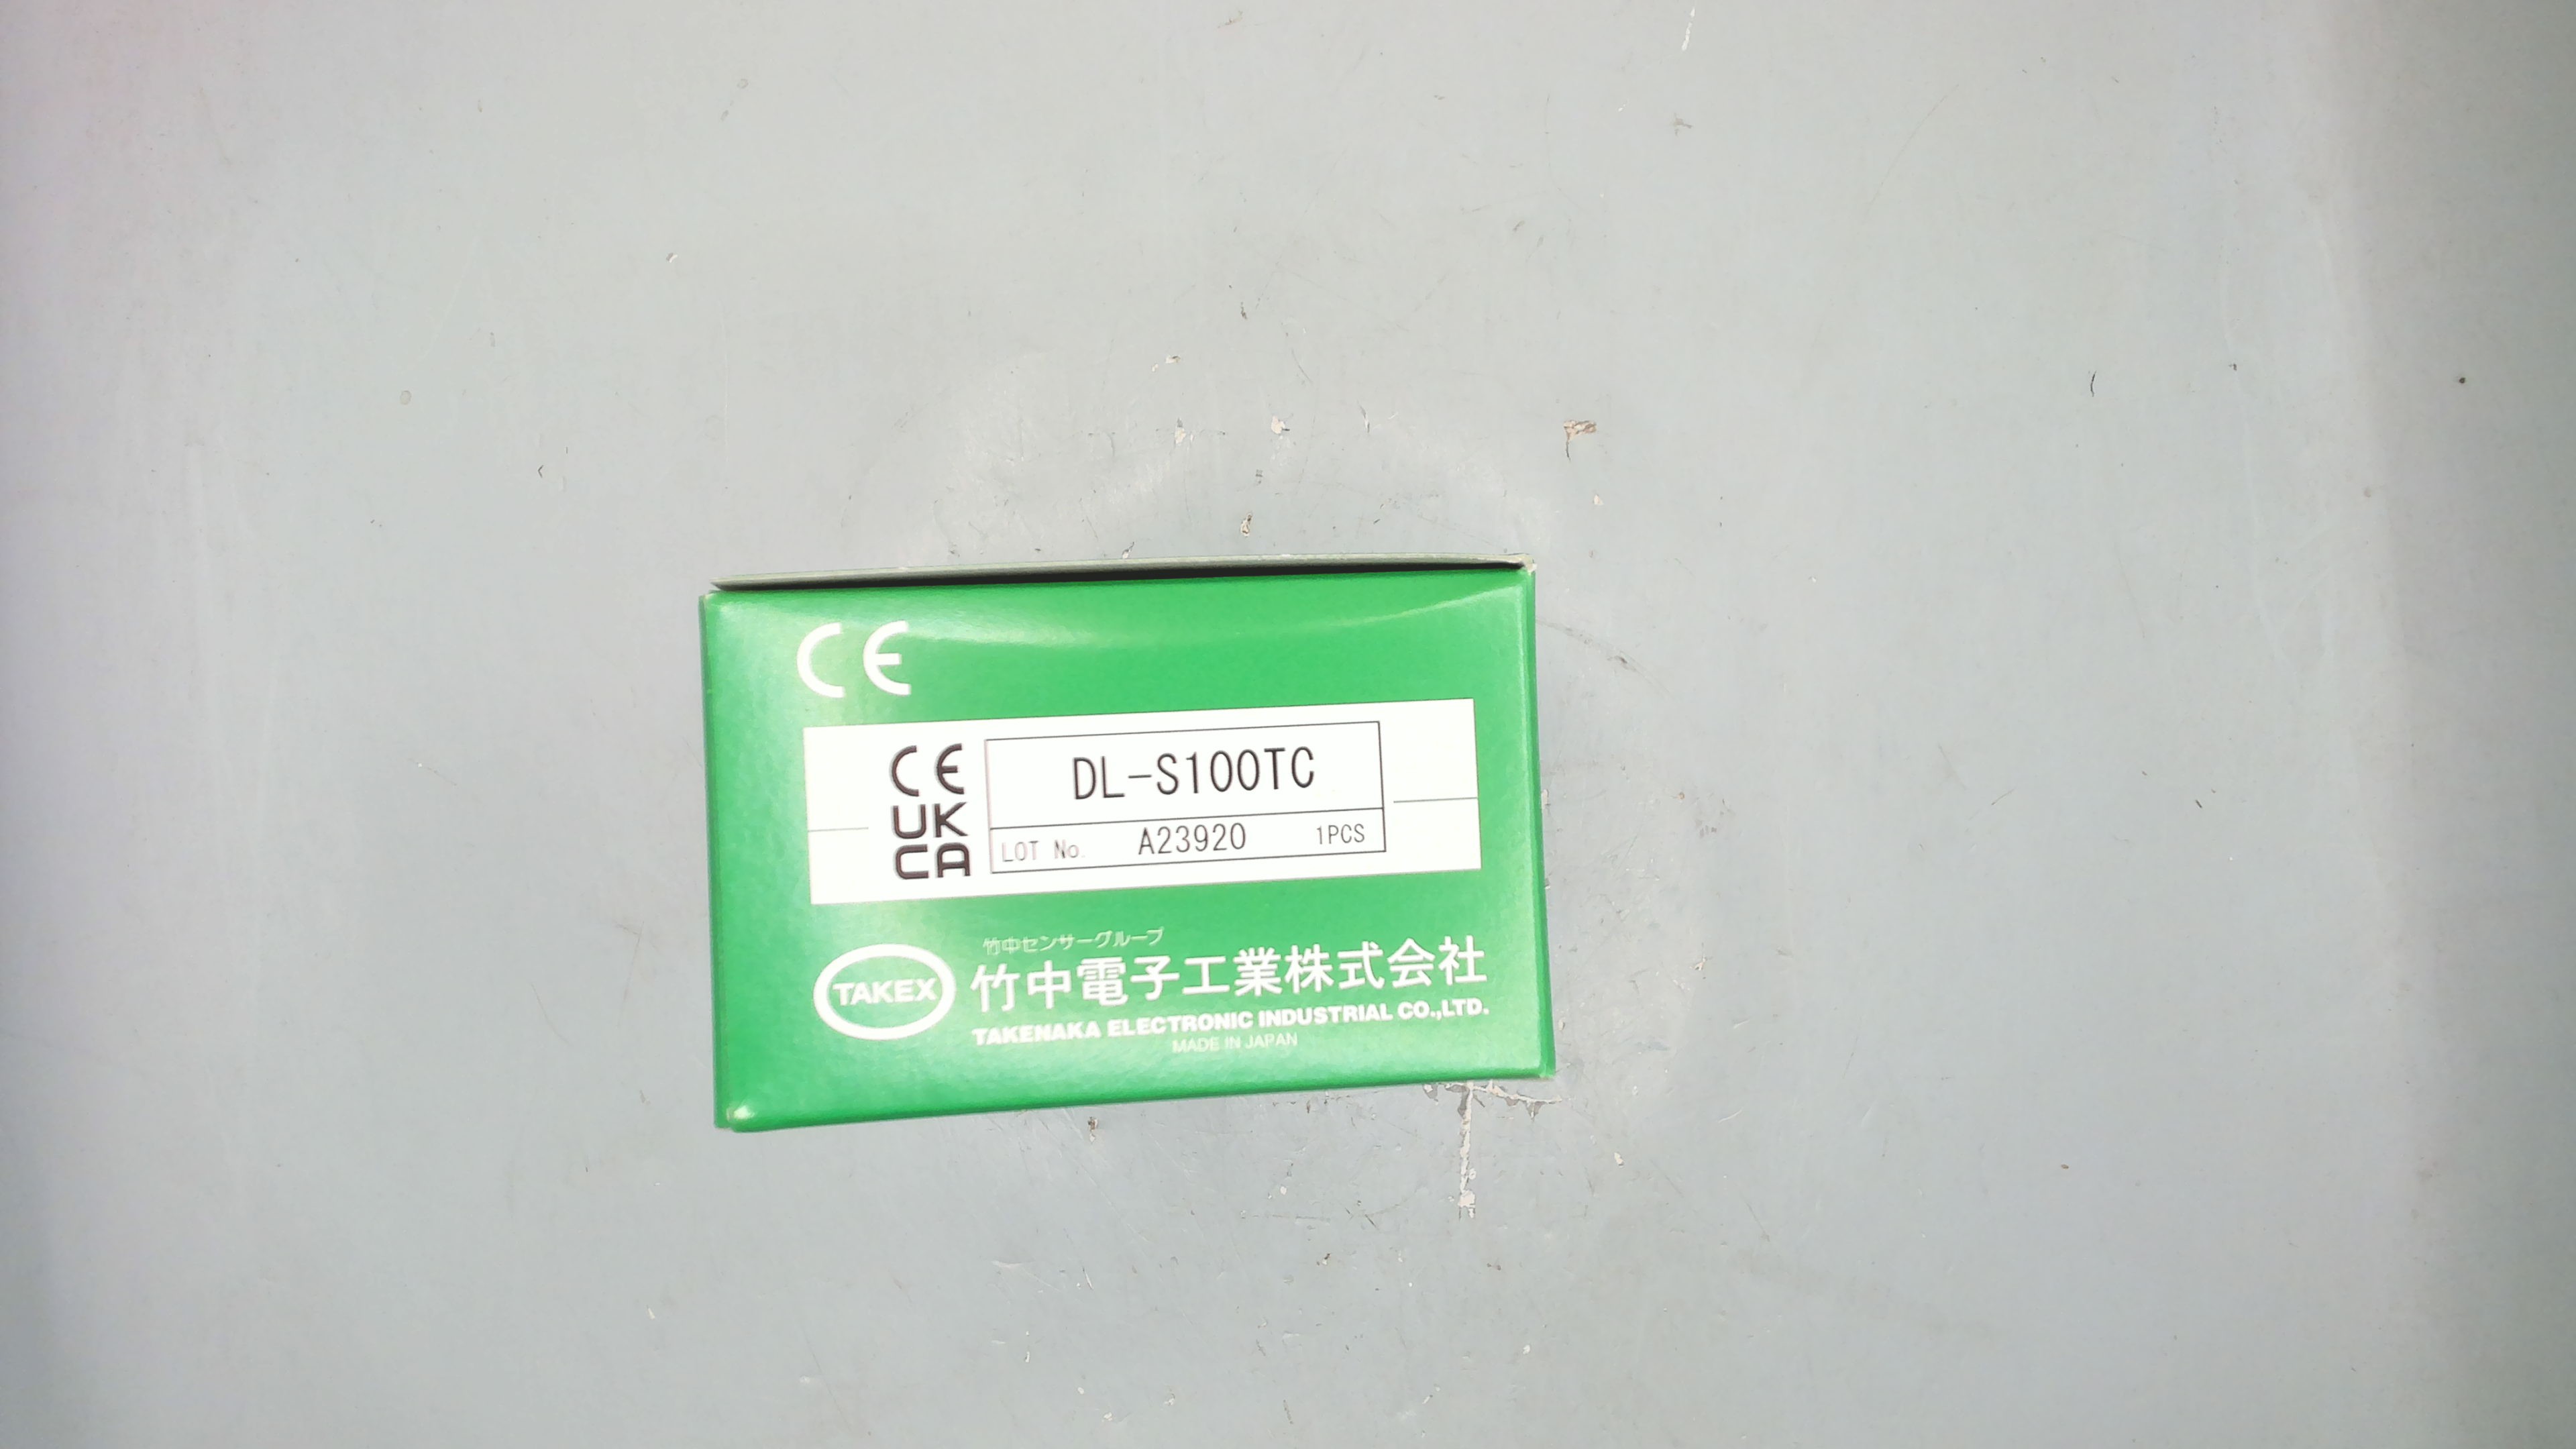 CE
CE
UK
CA
DL-S100TC
LOT No. A23920 1PCS
竹中センサーグループ
TAKEX
竹中電子工業株式会社
TAKENAKA ELECTRONIC INDUSTRIAL CO.,LTD.
MADE IN JAPAN